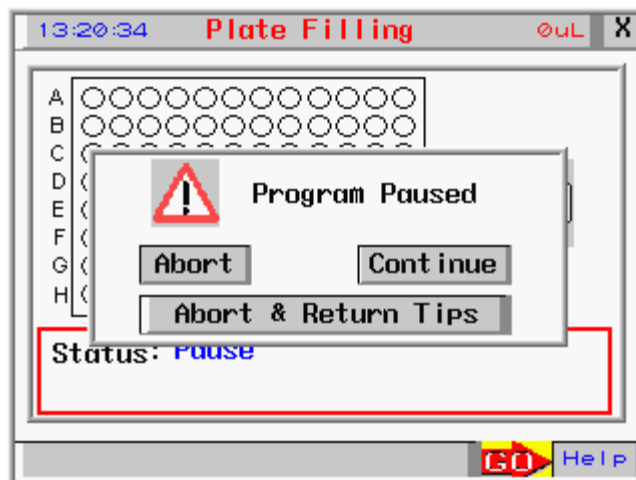 13:20:34 Plate Filling 0uL X
A
B
C
D
E
F
G
H
Program Paused
Abort Continue
Abort & Return Tips
Status: Pause
GO Help